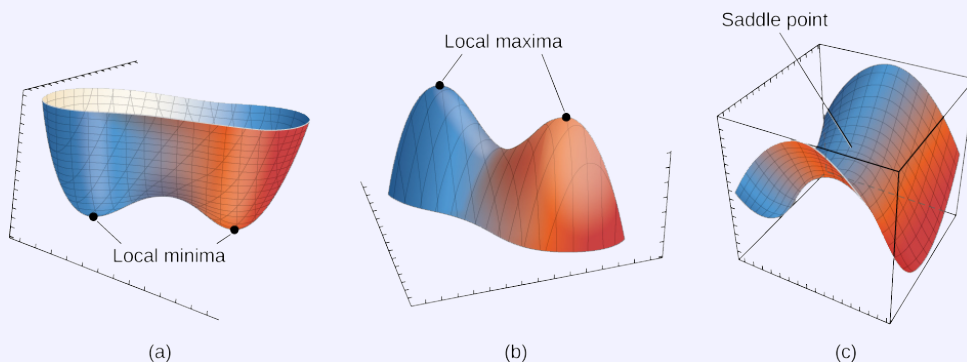 Saddle point
Local maxima
Local minima
(a)
(b)
(c)